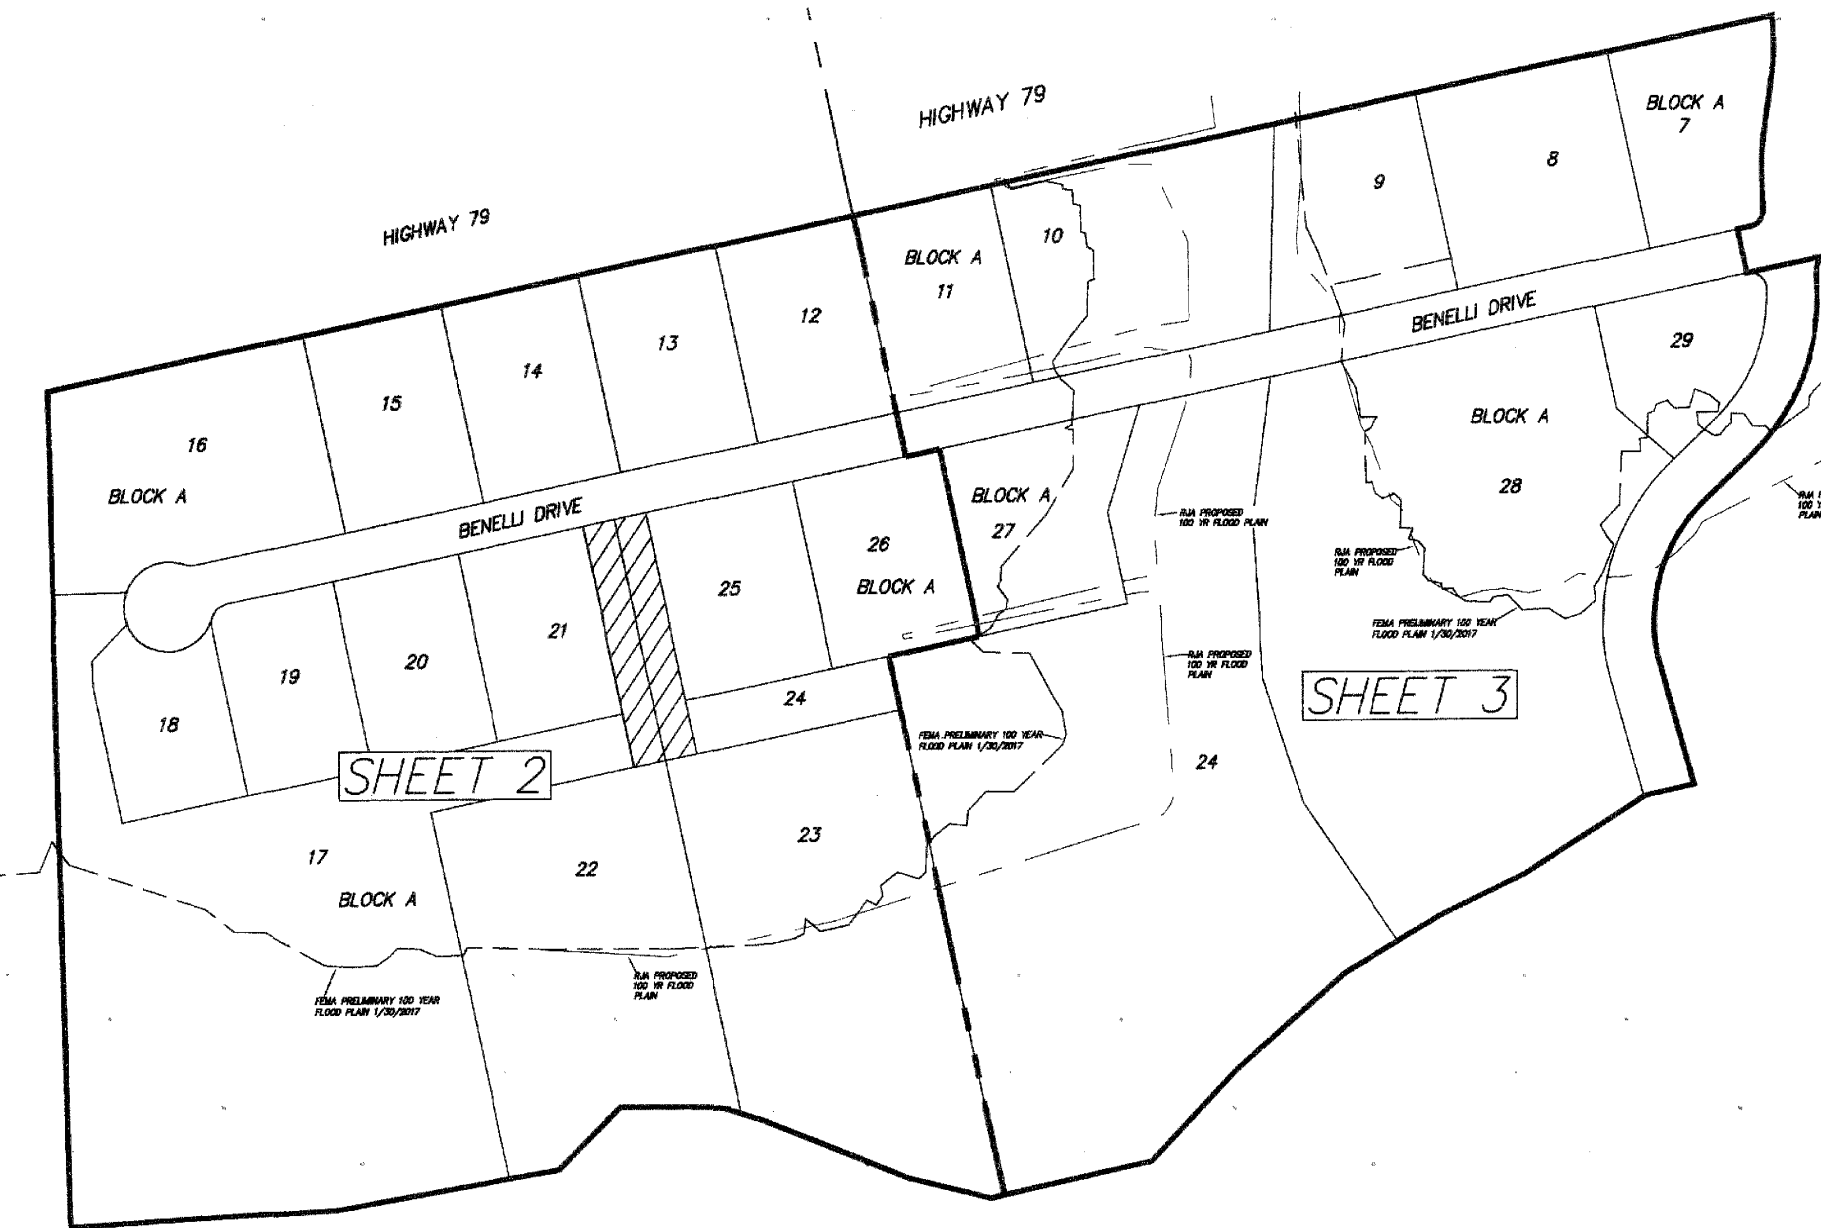 HIGHWAY 79
HIGHWAY 79
BLOCK A
7
8
9
10
BLOCK A
11
12
13
14
15
16
BLOCK A
BENELLI DRIVE
29
BLOCK A
28
BENELLI DRIVE
BLOCK A
27
26
BLOCK A
25
21
20
19
18
24
RJA PROPOSED
100 YR FLOOD PLAIN
RJA PROPOSED
100 YR FLOOD
PLAIN
FEMA PRELIMINARY 100 YEAR
FLOOD PLAIN 1/30/2017
RJA PROPOSED
100 YR FLOOD
PLAIN
SHEET 3
24
FEMA PRELIMINARY 100 YEAR
FLOOD PLAIN 1/30/2017
SHEET 2
23
22
17
BLOCK A
FEMA PRELIMINARY 100 YEAR
FLOOD PLAIN 1/30/2017
RJA PROPOSED
100 YR FLOOD
PLAIN
RJA
100
PLAIN